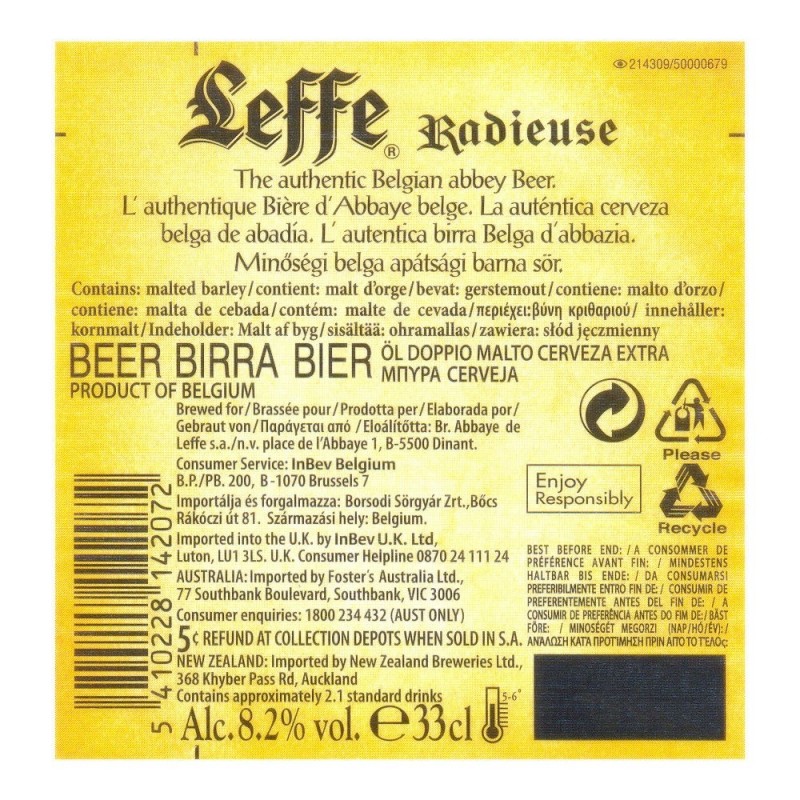 214309/50000679
Leffe® Radieuse
The authentic Belgian abbey Beer.
L' authentique Bière d'Abbaye belge. La auténtica cerveza
belga de abadía. L' autentica birra Belga d'abbazia.
Minőségi belga apátsági barna sör.
Contains: malted barley/contient: malt d'orge/bevat: gerstemout/contiene: malto d'orzo/
contiene: malta de cebada/contém: malte de cevada/περιέχει:βύνη κριθαριού/ innehåller:
kornmalt/Indeholder: Malt af byg/sisältää: ohramallas/zawiera: słód jęczmienny
BEER BIRRA BIER ÖL DOPPIO MALTO CERVEZA EXTRA
ΜΠΥΡΑ CERVEJA
PRODUCT OF BELGIUM
Brewed for/Brassée pour/Prodotta per/Elaborada por/
Gebraut von/Παράγεται από /Eloálítőtta: Br. Abbaye de
Leffe s.a./n.v. place de l'Abbaye 1, B-5500 Dinant.
Consumer Service: InBev Belgium
B.P./PB. 200, B -1070 Brussels 7
Importálja és forgalmazza: Borsodi Sörgyár Zrt.,Bőcs
Rákóczi út 81. Származási hely: Belgium.
Imported into the U.K. by InBev U.K. Ltd,
Luton, LU1 3LS. U.K. Consumer Helpline 0870 24 111 24
AUSTRALIA: Imported by Foster's Australia Ltd.,
77 Southbank Boulevard, Southbank, VIC 3006
Consumer enquiries: 1800 234 432 (AUST ONLY)
5¢ REFUND AT COLLECTION DEPOTS WHEN SOLD IN S.A.
NEW ZEALAND: Imported by New Zealand Breweries Ltd.,
368 Khyber Pass Rd, Auckland
Contains approximately 2.1 standard drinks
Alc.8.2% vol. ℮33cl
5-6°
5 410228 142072
Please
Recycle
Enjoy
Responsibly
BEST BEFORE END: / A CONSOMMER DE
PRÉFÉRENCE AVANT FIN: / MINDESTENS
HALTBAR BIS ENDE: / DA CONSUMARSI
PREFERIBILMENTE ENTRO FIN DE: / CONSUMIR DE
PREFERENTEMENTE ANTES DEL FIN DE: / A
CONSUMIR DE PREFERÊNCIA ANTES DO FIM DE: / BÄST
FÖRE: / MINOSÉGÉT MEGORZI (NAP/HÓ/ÉV): /
ΑΝΑΛΩΣΗ ΚΑΤΑ ΠΡΟΤΙΜΗΣΗ ΠΡΙΝ ΑΠΟ ΤΟ ΤΕΛΟΣ: